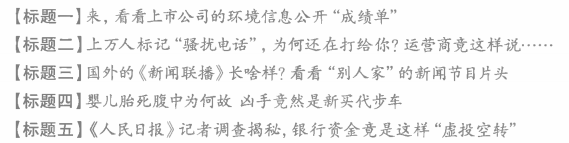 【标题一】来，看看上市公司的环境信息公开“成绩单”
【标题二】上万人标记“骚扰电话”，为何还在打给你？运营商竟这样说……
【标题三】国外的《新闻联播》长啥样？看看“别人家”的新闻节目片头
【标题四】婴儿胎死腹中为何故 凶手竟然是新买代步车
【标题五】《人民日报》记者调查揭秘，银行资金竟是这样“虚投空转”